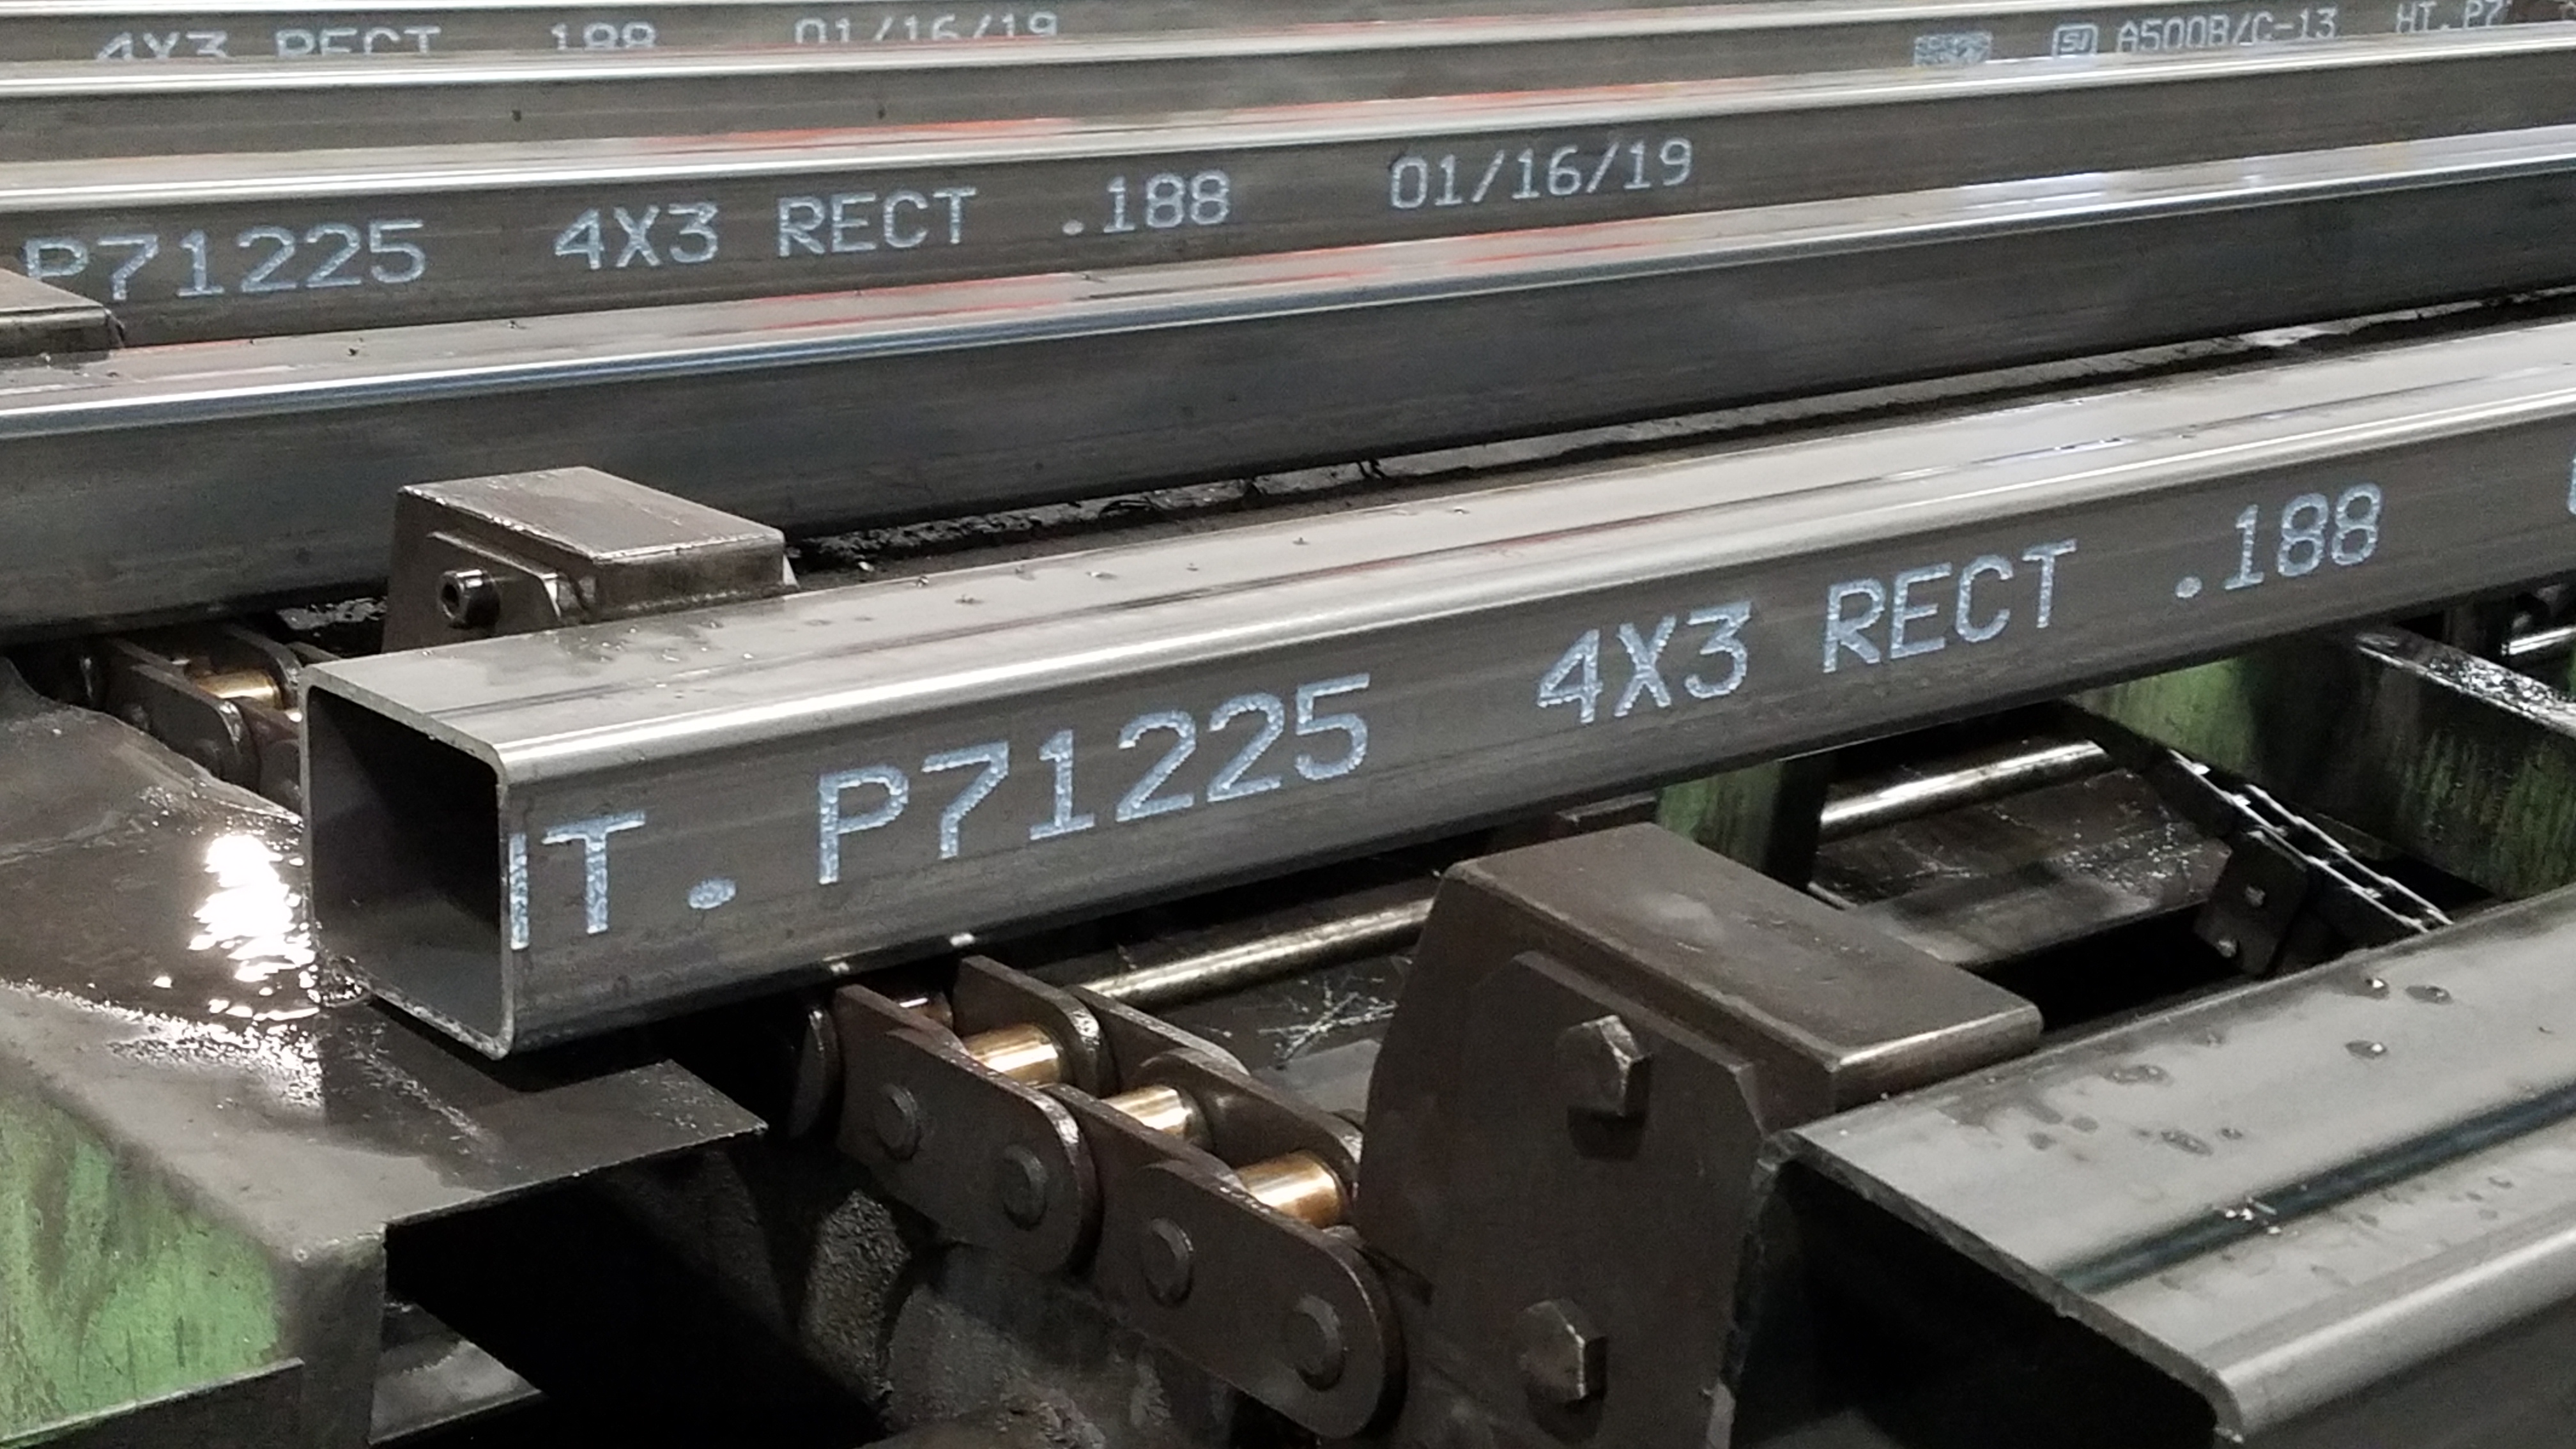 4X3 RECT .188 01/16/19
A500B/C-13 HT. P7
P71225 4X3 RECT .188 01/16/19
HT. P71225 4X3 RECT .188